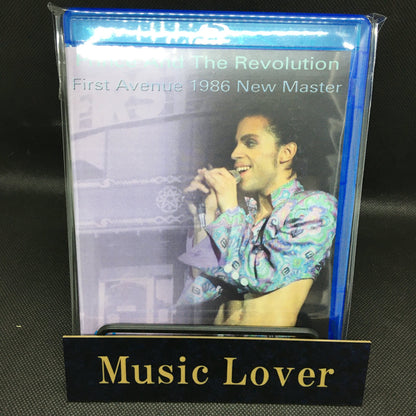 The Revolution
First Avenue 1986 New Master
Music Lover